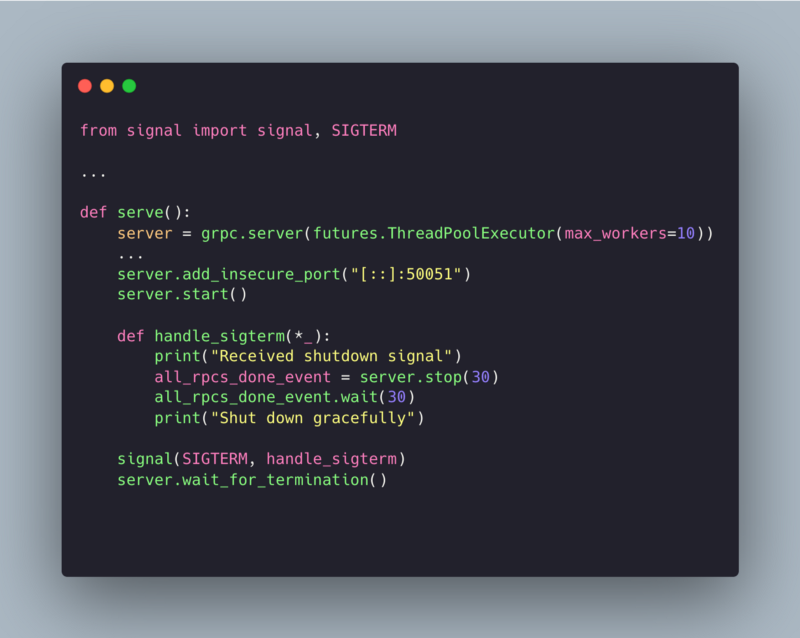 from signal import signal, SIGTERM
...
def serve():
    server = grpc.server(futures.ThreadPoolExecutor(max_workers=10))
    ...
    server.add_insecure_port("[::]:50051")
    server.start()
    def handle_sigterm(*_):
        print("Received shutdown signal")
        all_rpcs_done_event = server.stop(30)
        all_rpcs_done_event.wait(30)
        print("Shut down gracefully")
    signal(SIGTERM, handle_sigterm)
    server.wait_for_termination()